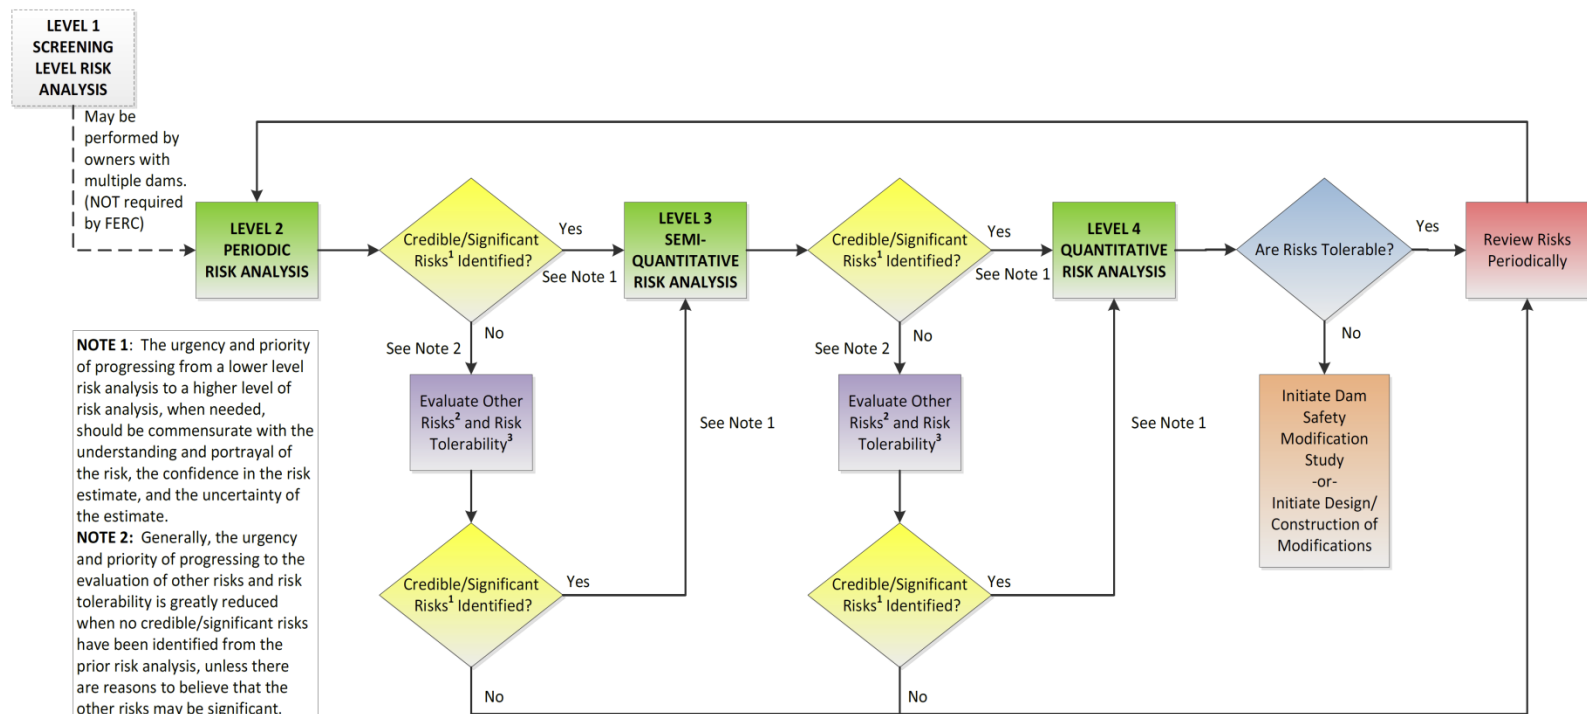 LEVEL 1
SCREENING
LEVEL RISK
ANALYSIS
May be
performed by
owners with
multiple dams.
(NOT required
by FERC)
LEVEL 2
PERIODIC
RISK ANALYSIS
Credible/Significant
Risks¹ Identified?
Yes
See Note 1
No
See Note 2
Evaluate Other
Risks² and Risk
Tolerability³
Credible/Significant
Risks¹ Identified?
Yes
No
LEVEL 3
SEMI-
QUANTITATIVE
RISK ANALYSIS
See Note 1
Credible/Significant
Risks¹ Identified?
Yes
See Note 1
No
See Note 2
Evaluate Other
Risks² and Risk
Tolerability³
Credible/Significant
Risks¹ Identified?
Yes
No
LEVEL 4
QUANTITATIVE
RISK ANALYSIS
See Note 1
Are Risks Tolerable?
Yes
No
Review Risks
Periodically
Initiate Dam
Safety
Modification
Study
-or-
Initiate Design/
Construction of
Modifications
NOTE 1: The urgency and priority
of progressing from a lower level
risk analysis to a higher level of
risk analysis, when needed,
should be commensurate with the
understanding and portrayal of
the risk, the confidence in the risk
estimate, and the uncertainty of
the estimate.
NOTE 2: Generally, the urgency
and priority of progressing to the
evaluation of other risks and risk
tolerability is greatly reduced
when no credible/significant risks
have been identified from the
prior risk analysis, unless there
are reasons to believe that the
other risks may be significant.